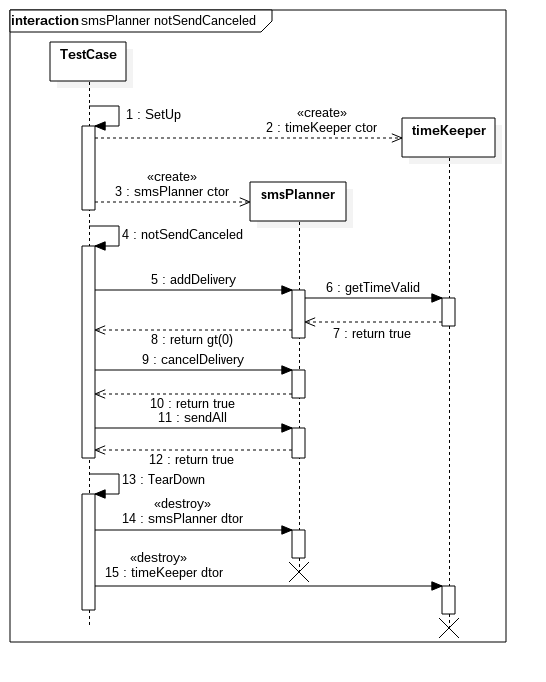 interaction smsPlanner notSendCanceled
TestCase
1 : SetUp
«create»
2 : timeKeeper ctor
timeKeeper
«create»
3 : smsPlanner ctor
smsPlanner
4 : notSendCanceled
5 : addDelivery
6 : getTimeValid
7 : return true
8 : return gt(0)
9 : cancelDelivery
10 : return true
11 : sendAll
12 : return true
13 : TearDown
«destroy»
14 : smsPlanner dtor
«destroy»
15 : timeKeeper dtor